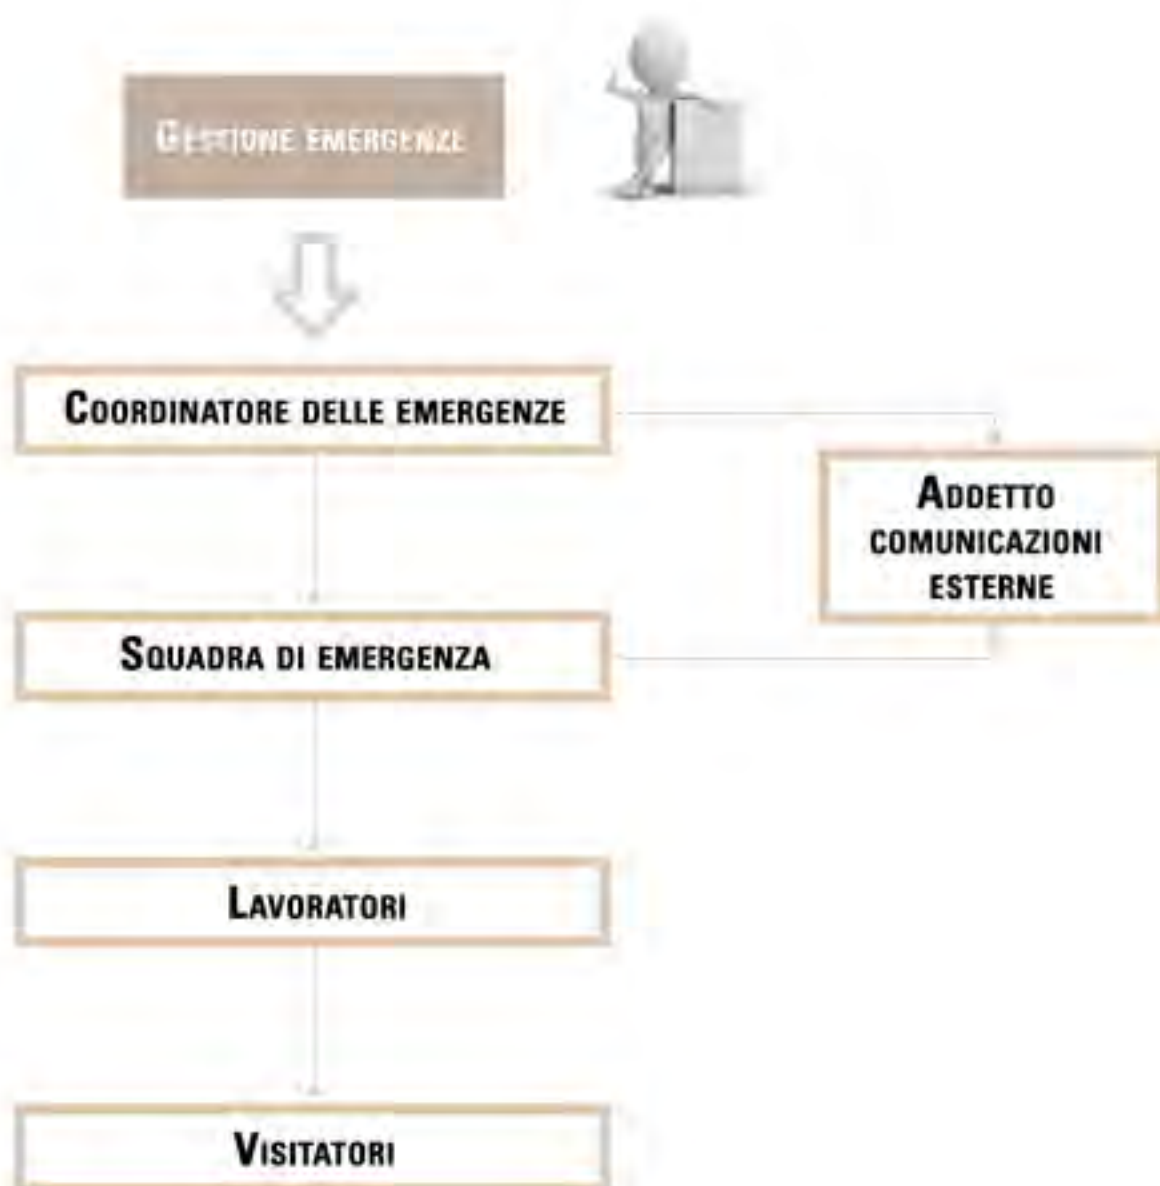 GESTIONE EMERGENZE
COORDINATORE DELLE EMERGENZE
ADDETTO
COMUNICAZIONI
ESTERNE
SQUADRA DI EMERGENZA
LAVORATORI
VISITATORI